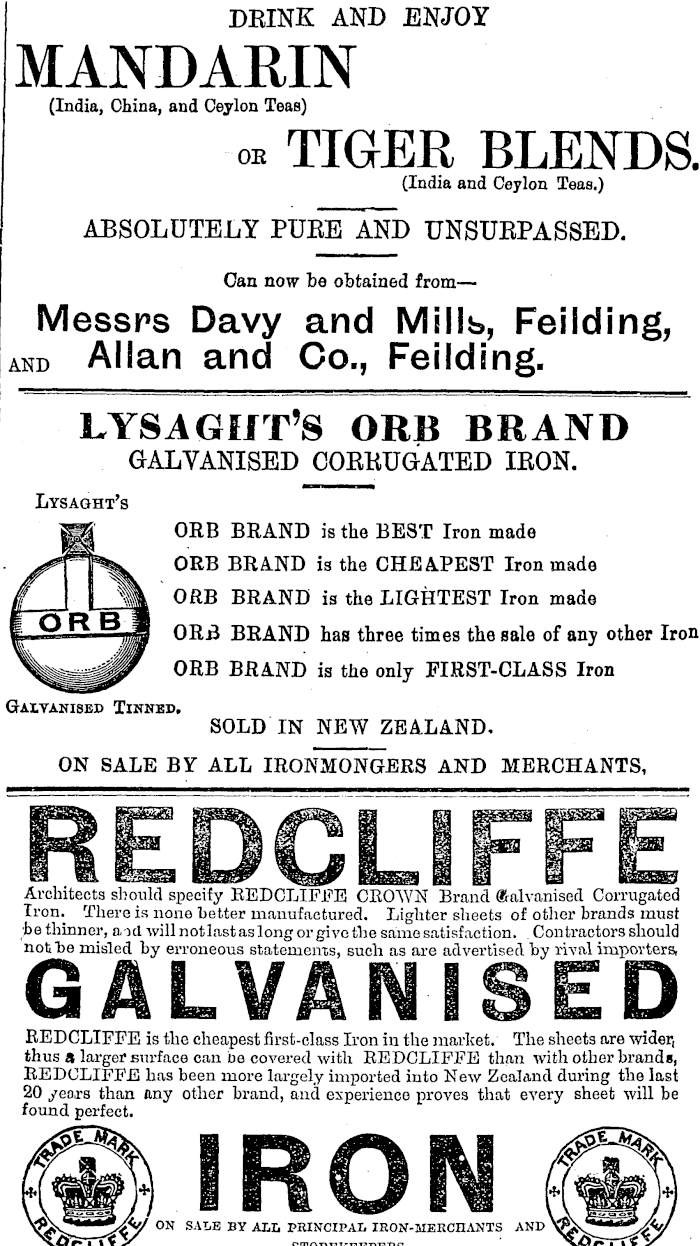 DRINK AND ENJOY
MANDARIN
(India, China, and Ceylon Teas)
OR TIGER BLENDS.
(India and Ceylon Teas.)
ABSOLUTELY PURE AND UNSURPASSED.
Can now be obtained from—
Messrs Davy and Mills, Feilding,
AND Allan and Co., Feilding.
LYSAGHT'S ORB BRAND
GALVANISED CORRUGATED IRON.
LYSAGHT'S
ORB
GALVANISED TINNED.
ORB BRAND is the BEST Iron made
ORB BRAND is the CHEAPEST Iron made
ORB BRAND is the LIGHTEST Iron made
ORB BRAND has three times the sale of any other Iron
ORB BRAND is the only FIRST-CLASS Iron
SOLD IN NEW ZEALAND.
ON SALE BY ALL IRONMONGERS AND MERCHANTS,
REDCLIFFE
Architects should specify REDCLIFFE CROWN Brand Galvanised Corrugated
Iron. There is none better manufactured. Lighter sheets of other brands must
be thinner, and will not last as long or give the same satisfaction. Contractors should
not be misled by erroneous statements, such as are advertised by rival importers,
GALVANISED
REDCLIFFE is the cheapest first-class Iron in the market. The sheets are wider,
thus a larger surface can be covered with REDCLIFFE than with other brands,
REDCLIFFE has been more largely imported into New Zealand during the last
20 years than any other brand, and experience proves that every sheet will be
found perfect.
TRADE MARK
REDCLIFFE
IRON
TRADE MARK
REDCLIFFE
ON SALE BY ALL PRINCIPAL IRON-MERCHANTS AND
STOREKEEPERS